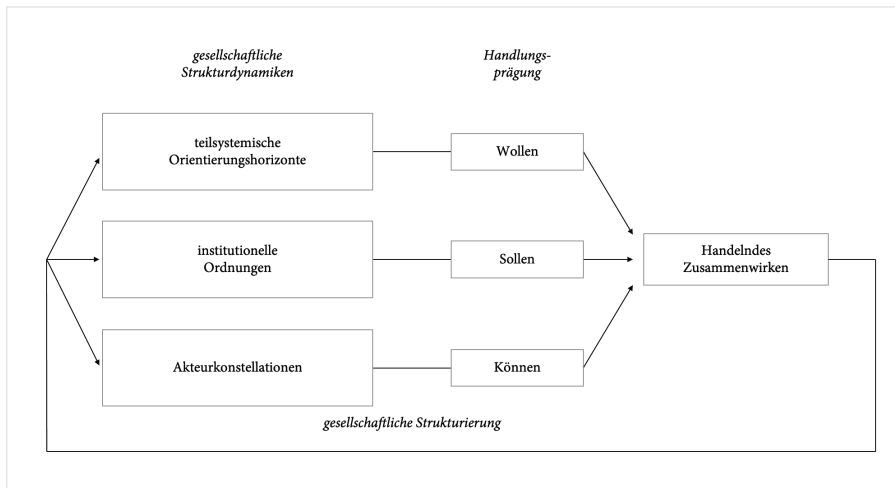 gesellschaftliche
Strukturdynamiken
Handlungs-
prägung
teilsystemische
Orientierungshorizonte
Wollen
institutionelle
Ordnungen
Sollen
Handelndes
Zusammenwirken
Akteurkonstellationen
Können
gesellschaftliche Strukturierung